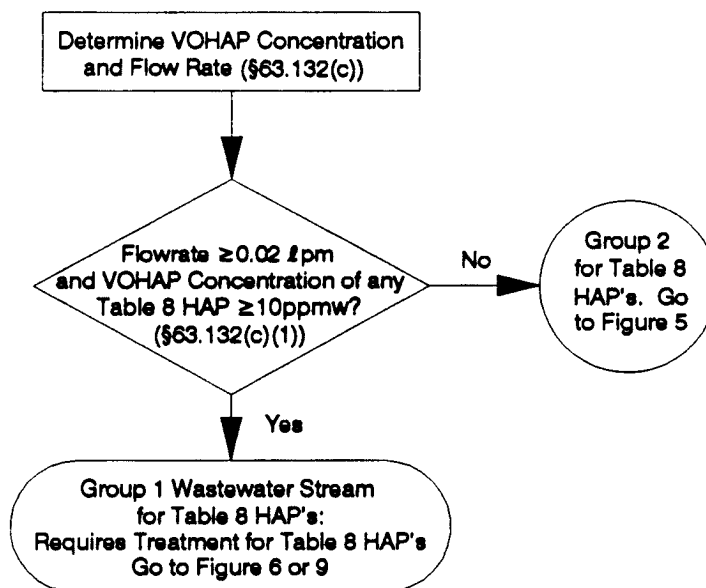 Determine VOHAP Concentration
and Flow Rate (§63.132(c))
Flowrate ≥0.02 ℓpm
and VOHAP Concentration of any
Table 8 HAP ≥10ppmw?
(§63.132(c)(1))
No
Group 2
for Table 8
HAP's. Go
to Figure 5
Yes
Group 1 Wastewater Stream
for Table 8 HAP's:
Requires Treatment for Table 8 HAP's
Go to Figure 6 or 9